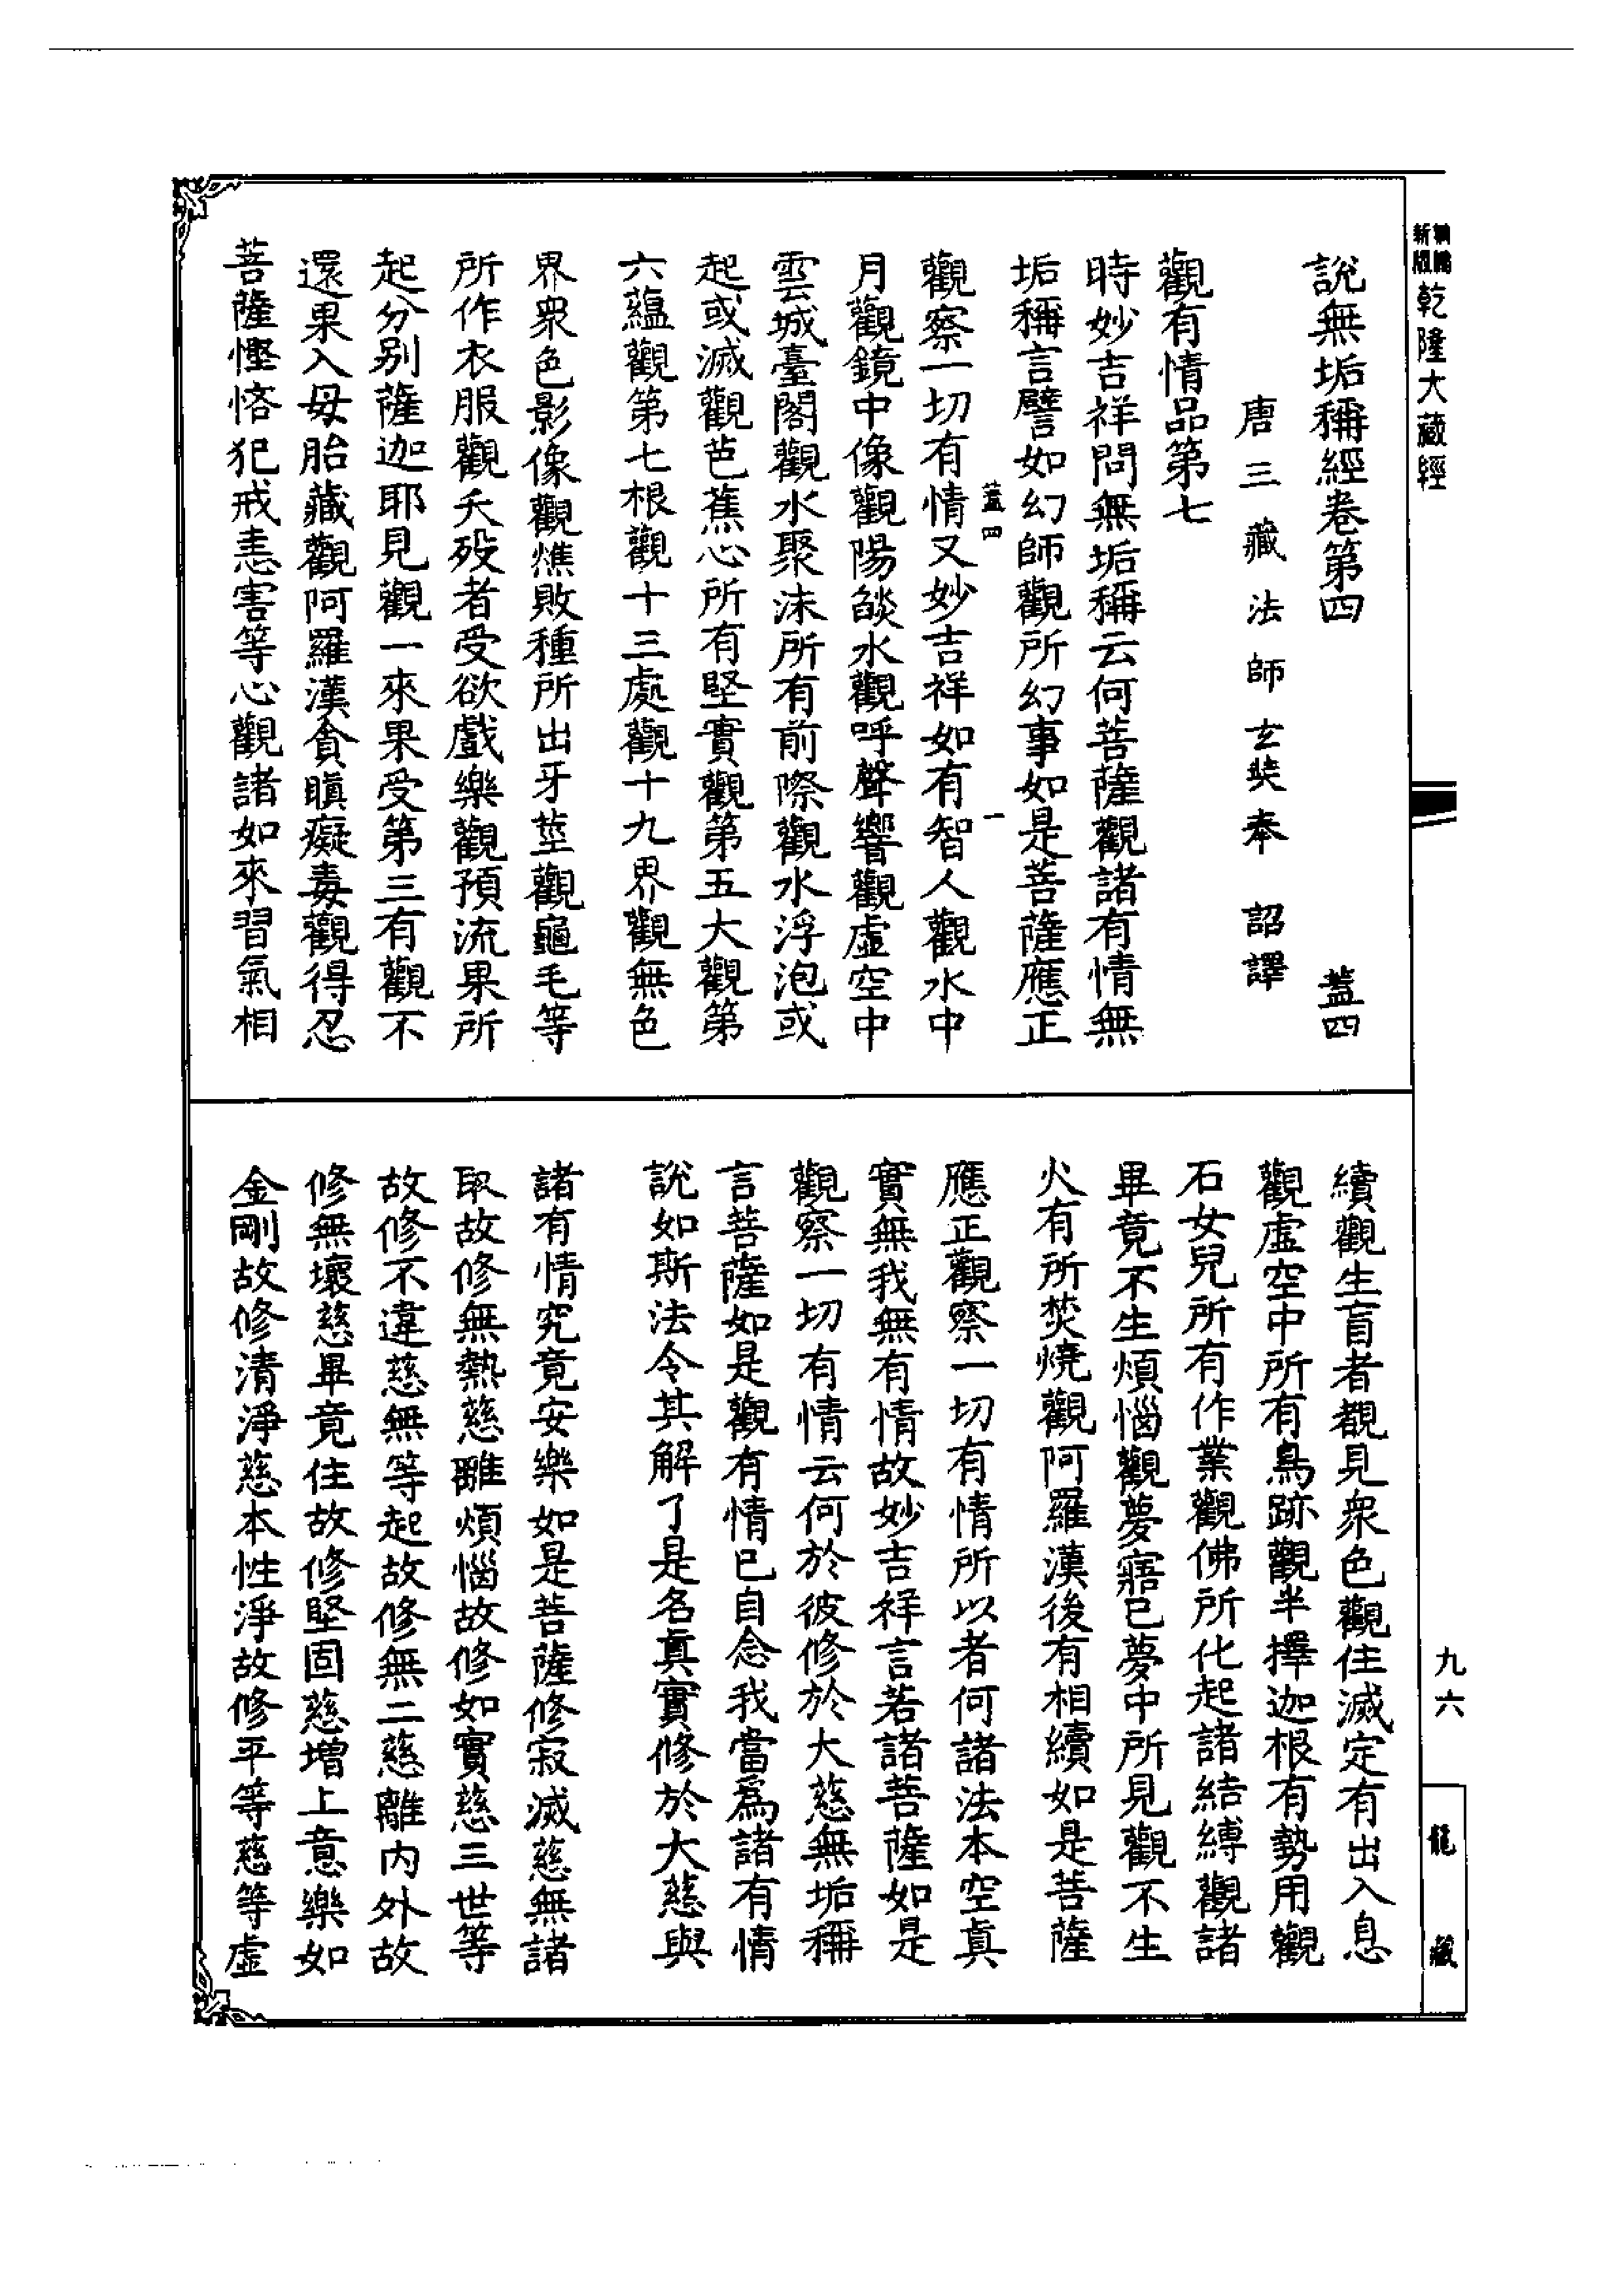 新編縮版
乾隆大藏經
說無垢稱經卷第四 蓋四
唐三藏法師玄奘奉 詔譯
觀有情品第七
時妙吉祥問無垢稱云何菩薩觀諸有情無
垢稱言譬如幻師觀所幻事如是菩薩應正
蓋四 一
觀察一切有情又妙吉祥如有智人觀水中
月觀鏡中像觀陽燄水觀呼聲響觀虛空中
雲城臺閣觀水聚沫所有前際觀水浮泡或
起或滅觀芭蕉心所有堅實觀第五大觀第
六蘊觀第七根觀十三處觀十九界觀無色
界衆色影像觀燋敗種所出牙莖觀龜毛等
所作衣服觀夭歿者受欲戲樂觀預流果所
起分別薩迦耶見觀一來果受第三有觀不
還果入母胎藏觀阿羅漢貪瞋癡毒觀得忍
菩薩慳悋犯戒恚害等心觀諸如來習氣相
續觀生盲者覩見衆色觀住滅定有出入息
觀虛空中所有鳥跡觀半擇迦根有勢用觀
石女兒所有作業觀佛所化起諸結縛觀諸
畢竟不生煩惱觀夢寤已夢中所見觀不生
火有所焚燒觀阿羅漢後有相續如是菩薩
應正觀察一切有情所以者何諸法本空真
實無我無有情故妙吉祥言若諸菩薩如是
觀察一切有情云何於彼修於大慈無垢稱
言菩薩如是觀有情已自念我當爲諸有情
說如斯法令其解了是名真實修於大慈與
諸有情究竟安樂如是菩薩修寂滅慈無諸
取故修無熱慈離煩惱故修如實慈三世等
故修不違慈無等起故修無二慈離內外故
修無壞慈畢竟住故修堅固慈增上意樂如
金剛故修清淨慈本性淨故修平等慈等虛
九六
龍藏